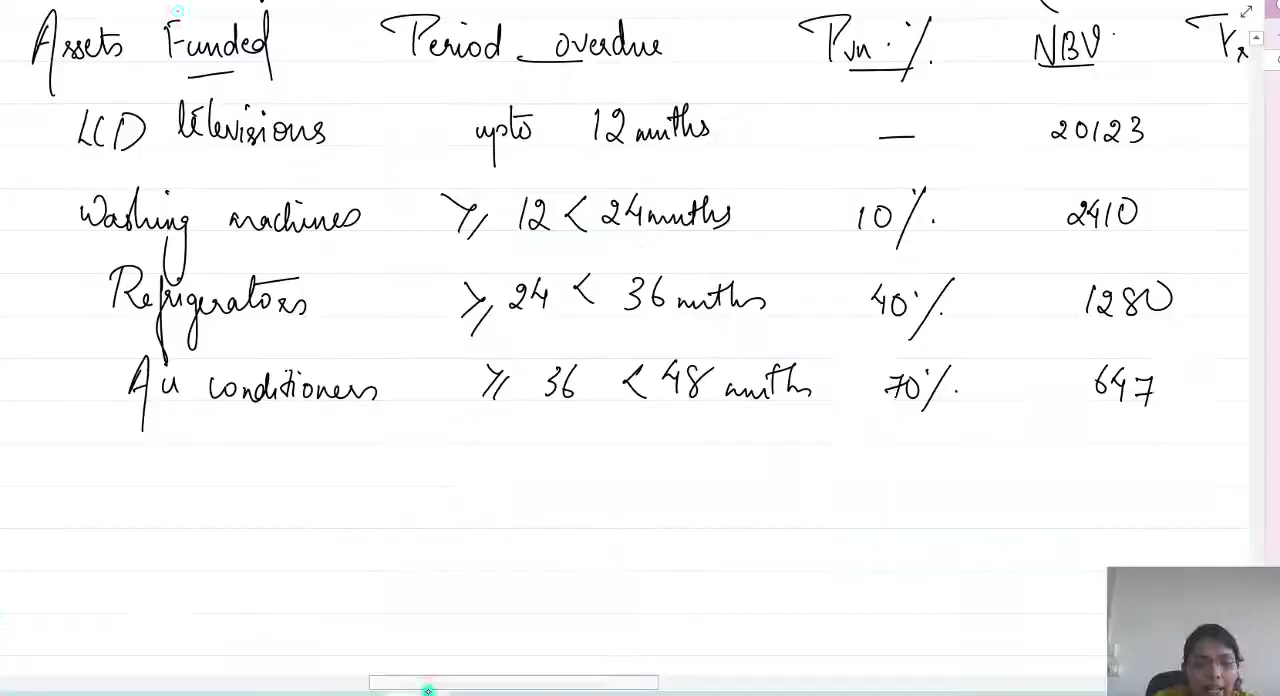 Assets Funded Period overdue Pvn.% NBV
LCD televisions upto 12 mnths — 20123
Washing machines ⩾ 12 < 24 mnths 10%. 2410
Refrigerators ⩾ 24 < 36 mnths 40% 1280
Air conditioners ⩾ 36 < 48 mnths 70%. 647